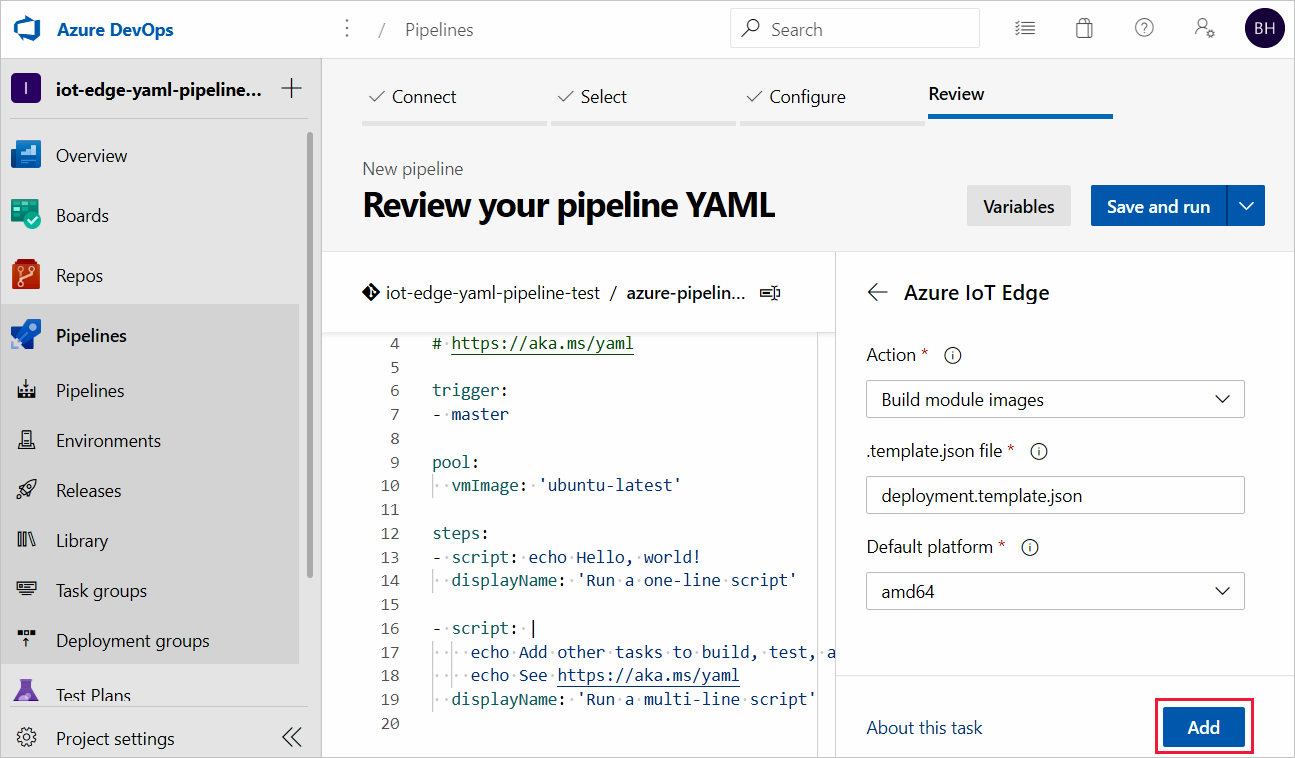 Azure DevOps
/ Pipelines
Search
BH
I
iot-edge-yaml-pipeline...
Connect
Select
Configure
Review
Overview
Boards
Repos
Pipelines
Pipelines
Environments
Releases
Library
Task groups
Deployment groups
Test Plans
Project settings
New pipeline
Review your pipeline YAML
Variables
Save and run
iot-edge-yaml-pipeline-test / azure-pipelin...
4 # https://aka.ms/yaml
5
6 trigger:
7 - master
8
9 pool:
10 vmImage: 'ubuntu-latest'
11
12 steps:
13 - script: echo Hello, world!
14 displayName: 'Run a one-line script'
15
16 - script: |
17 echo Add other tasks to build, test, a
18 echo See https://aka.ms/yaml
19 displayName: 'Run a multi-line script'
20
Azure IoT Edge
Action *
Build module images
.template.json file *
deployment.template.json
Default platform *
amd64
About this task
Add